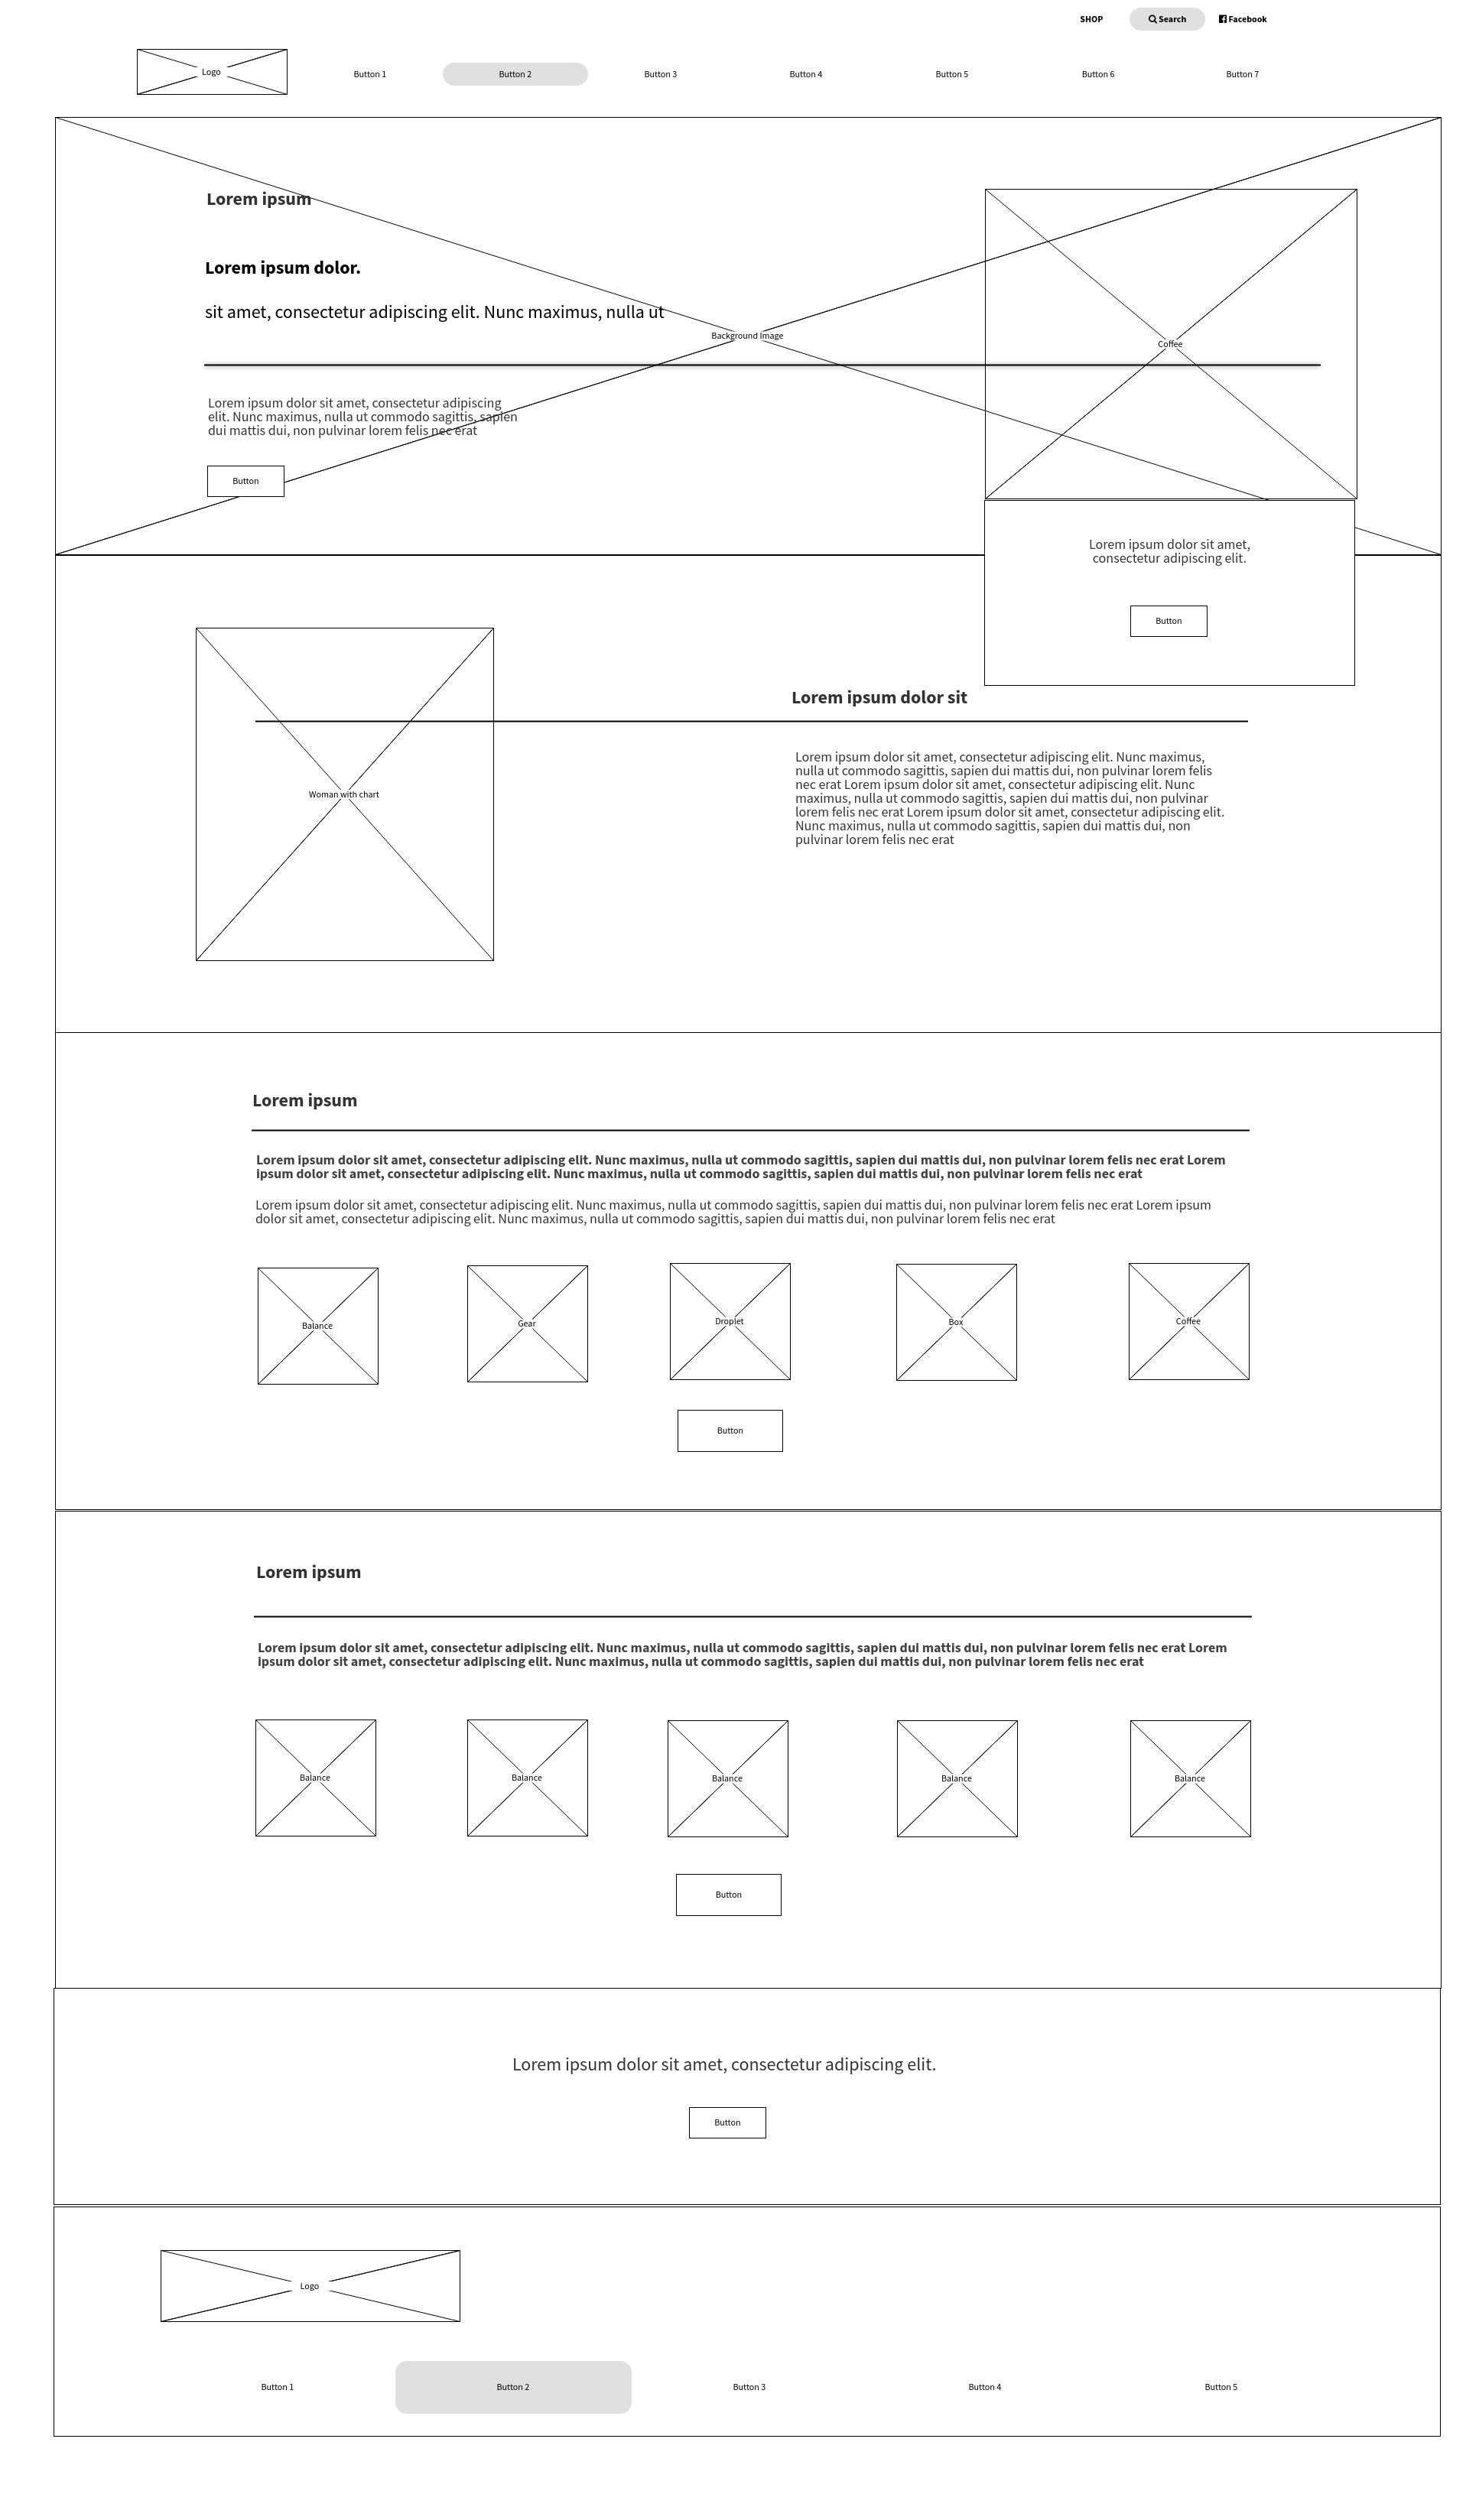 SHOP
Search
Facebook
Logo
Button 1
Button 2
Button 3
Button 4
Button 5
Button 6
Button 7
Lorem ipsum
Lorem ipsum dolor.
sit amet, consectetur adipiscing elit. Nunc maximus, nulla ut
Background Image
Coffee
Lorem ipsum dolor sit amet, consectetur adipiscing
elit. Nunc maximus, nulla ut commodo sagittis, sapien
dui mattis dui, non pulvinar lorem felis nec erat
Button
Lorem ipsum dolor sit amet,
consectetur adipiscing elit.
Button
Woman with chart
Lorem ipsum dolor sit
Lorem ipsum dolor sit amet, consectetur adipiscing elit. Nunc maximus,
nulla ut commodo sagittis, sapien dui mattis dui, non pulvinar lorem felis
nec erat Lorem ipsum dolor sit amet, consectetur adipiscing elit. Nunc
maximus, nulla ut commodo sagittis, sapien dui mattis dui, non pulvinar
lorem felis nec erat Lorem ipsum dolor sit amet, consectetur adipiscing elit.
Nunc maximus, nulla ut commodo sagittis, sapien dui mattis dui, non
pulvinar lorem felis nec erat
Lorem ipsum
Lorem ipsum dolor sit amet, consectetur adipiscing elit. Nunc maximus, nulla ut commodo sagittis, sapien dui mattis dui, non pulvinar lorem felis nec erat Lorem
ipsum dolor sit amet, consectetur adipiscing elit. Nunc maximus, nulla ut commodo sagittis, sapien dui mattis dui, non pulvinar lorem felis nec erat
Lorem ipsum dolor sit amet, consectetur adipiscing elit. Nunc maximus, nulla ut commodo sagittis, sapien dui mattis dui, non pulvinar lorem felis nec erat Lorem ipsum
dolor sit amet, consectetur adipiscing elit. Nunc maximus, nulla ut commodo sagittis, sapien dui mattis dui, non pulvinar lorem felis nec erat
Balance
Gear
Droplet
Box
Coffee
Button
Lorem ipsum
Lorem ipsum dolor sit amet, consectetur adipiscing elit. Nunc maximus, nulla ut commodo sagittis, sapien dui mattis dui, non pulvinar lorem felis nec erat Lorem
ipsum dolor sit amet, consectetur adipiscing elit. Nunc maximus, nulla ut commodo sagittis, sapien dui mattis dui, non pulvinar lorem felis nec erat
Balance
Balance
Balance
Balance
Balance
Button
Lorem ipsum dolor sit amet, consectetur adipiscing elit.
Button
Logo
Button 1
Button 2
Button 3
Button 4
Button 5